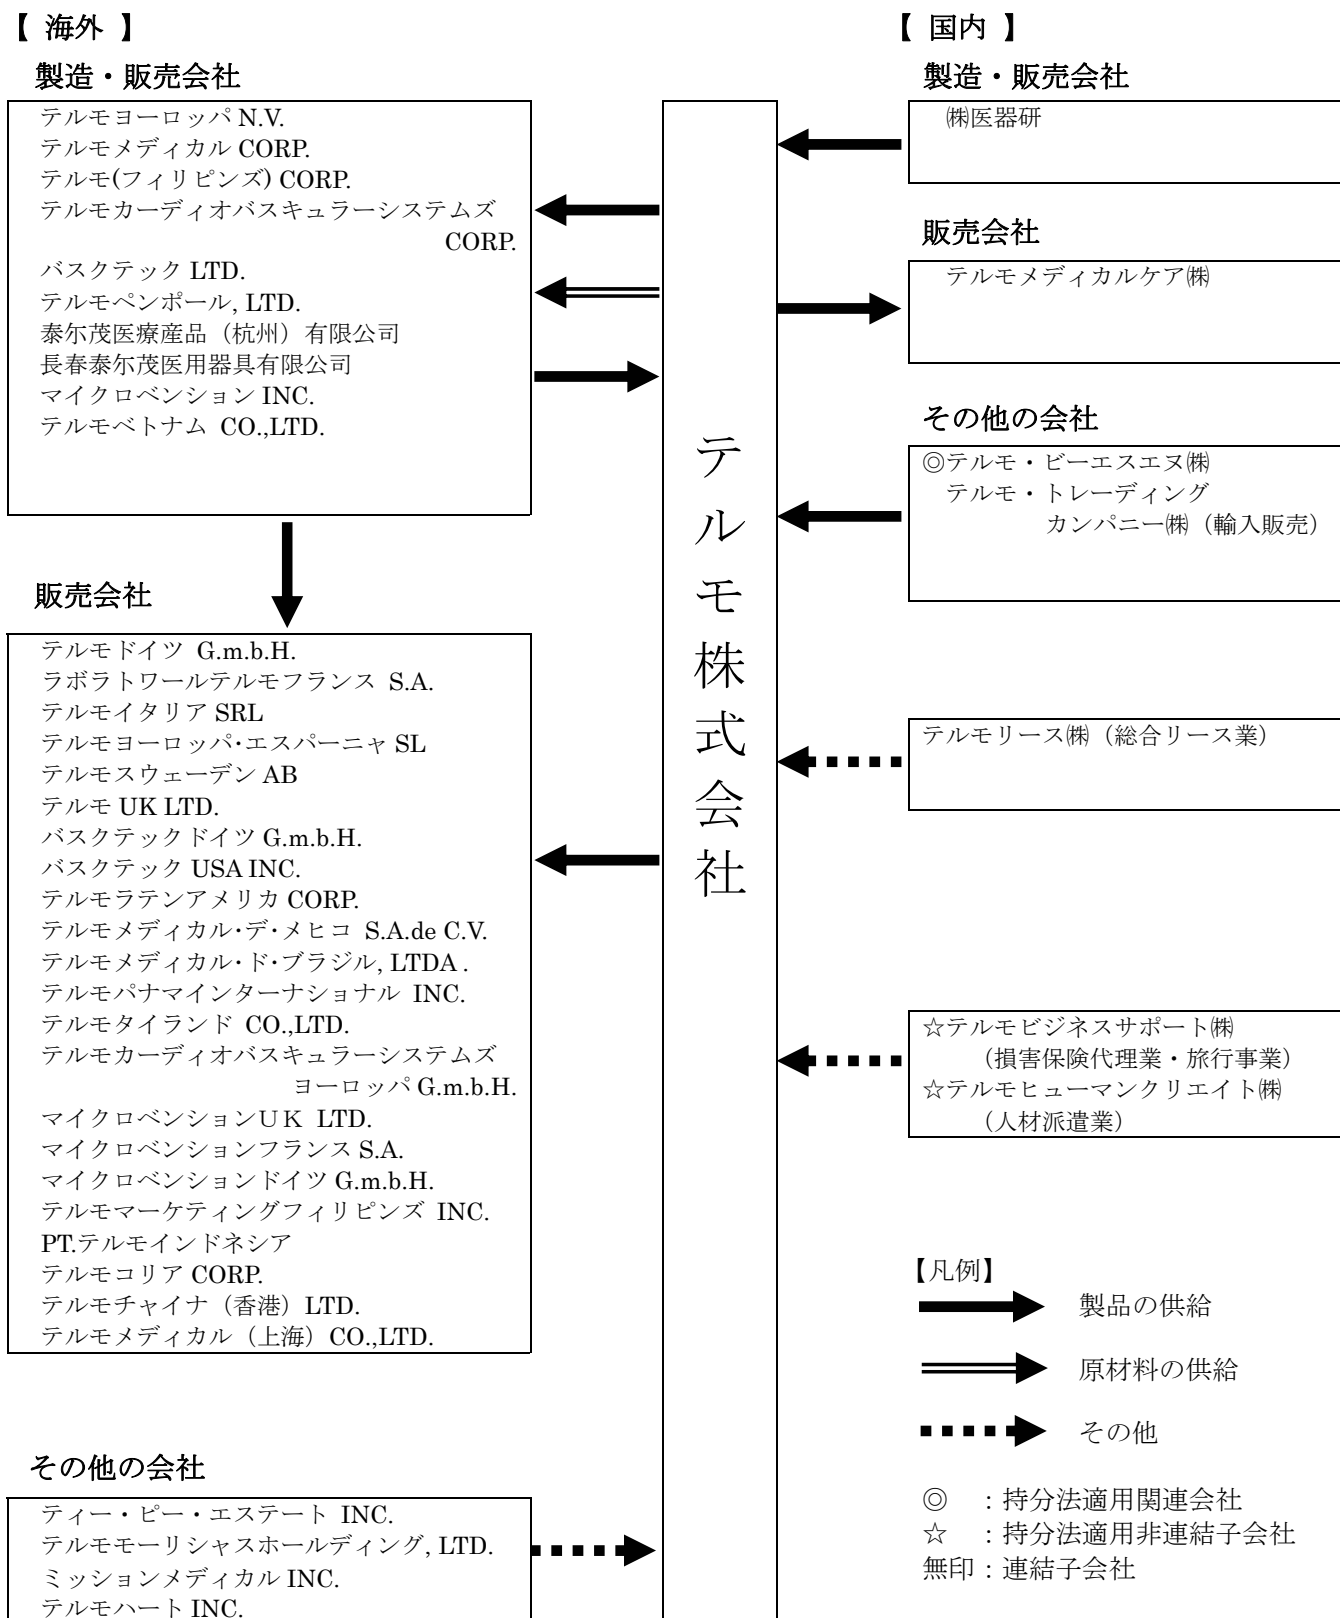 【 海外 】
製造・販売会社
テルモヨーロッパ N.V.
テルモメディカル CORP.
テルモ(フィリピンズ) CORP.
テルモカーディオバスキュラーシステムズ
CORP.
バスクテック LTD.
テルモペンポール, LTD.
泰尓茂医療産品（杭州）有限公司
長春泰尓茂医用器具有限公司
マイクロベンション INC.
テルモベトナム CO.,LTD.
販売会社
テルモドイツ G.m.b.H.
ラボラトワールテルモフランス S.A.
テルモイタリア SRL
テルモヨーロッパ･エスパーニャ SL
テルモスウェーデン AB
テルモ UK LTD.
バスクテックドイツ G.m.b.H.
バスクテック USA INC.
テルモラテンアメリカ CORP.
テルモメディカル･デ･メヒコ S.A.de C.V.
テルモメディカル･ド･ブラジル, LTDA .
テルモパナマインターナショナル INC.
テルモタイランド CO.,LTD.
テルモカーディオバスキュラーシステムズ
ヨーロッパ G.m.b.H.
マイクロベンションＵＫ LTD.
マイクロベンションフランス S.A.
マイクロベンションドイツ G.m.b.H.
テルモマーケティングフィリピンズ INC.
PT.テルモインドネシア
テルモコリア CORP.
テルモチャイナ（香港）LTD.
テルモメディカル（上海）CO.,LTD.
その他の会社
ティー・ピー・エステート INC.
テルモモーリシャスホールディング, LTD.
ミッションメディカル INC.
テルモハート INC.
テルモ株式会社
【 国内 】
製造・販売会社
㈱医器研
販売会社
テルモメディカルケア㈱
その他の会社
◎テルモ・ビーエスエヌ㈱
テルモ・トレーディング
カンパニー㈱（輸入販売）
テルモリース㈱（総合リース業）
☆テルモビジネスサポート㈱
（損害保険代理業・旅行事業）
☆テルモヒューマンクリエイト㈱
（人材派遣業）
【凡例】
製品の供給
原材料の供給
その他
◎ ：持分法適用関連会社
☆ ：持分法適用非連結子会社
無印：連結子会社